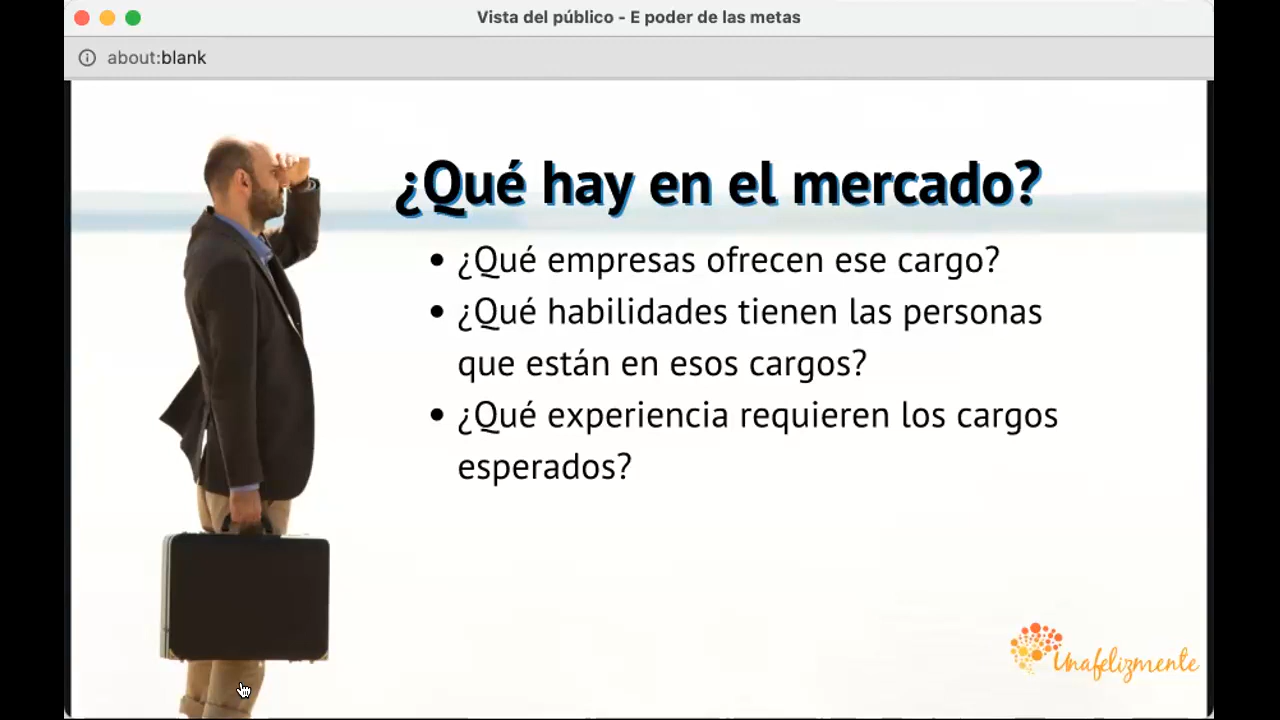 Vista del público - E poder de las metas
about:blank
¿Qué hay en el mercado?
• ¿Qué empresas ofrecen ese cargo?
• ¿Qué habilidades tienen las personas
que están en esos cargos?
• ¿Qué experiencia requieren los cargos
esperados?
Unafelizmente